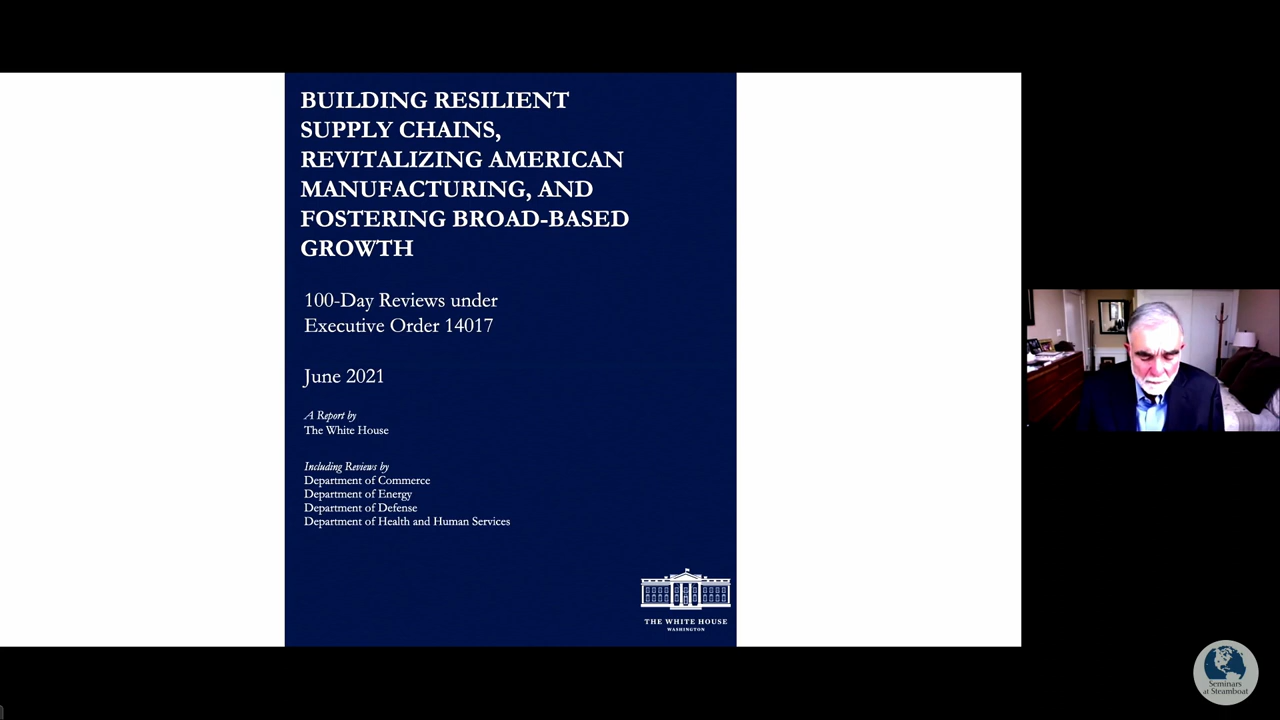 BUILDING RESILIENT
SUPPLY CHAINS,
REVITALIZING AMERICAN
MANUFACTURING, AND
FOSTERING BROAD-BASED
GROWTH
100-Day Reviews under
Executive Order 14017
June 2021
A Report by
The White House
Including Reviews by
Department of Commerce
Department of Energy
Department of Defense
Department of Health and Human Services
THE WHITE HOUSE
WASHINGTON
Seminars
at Steamboat